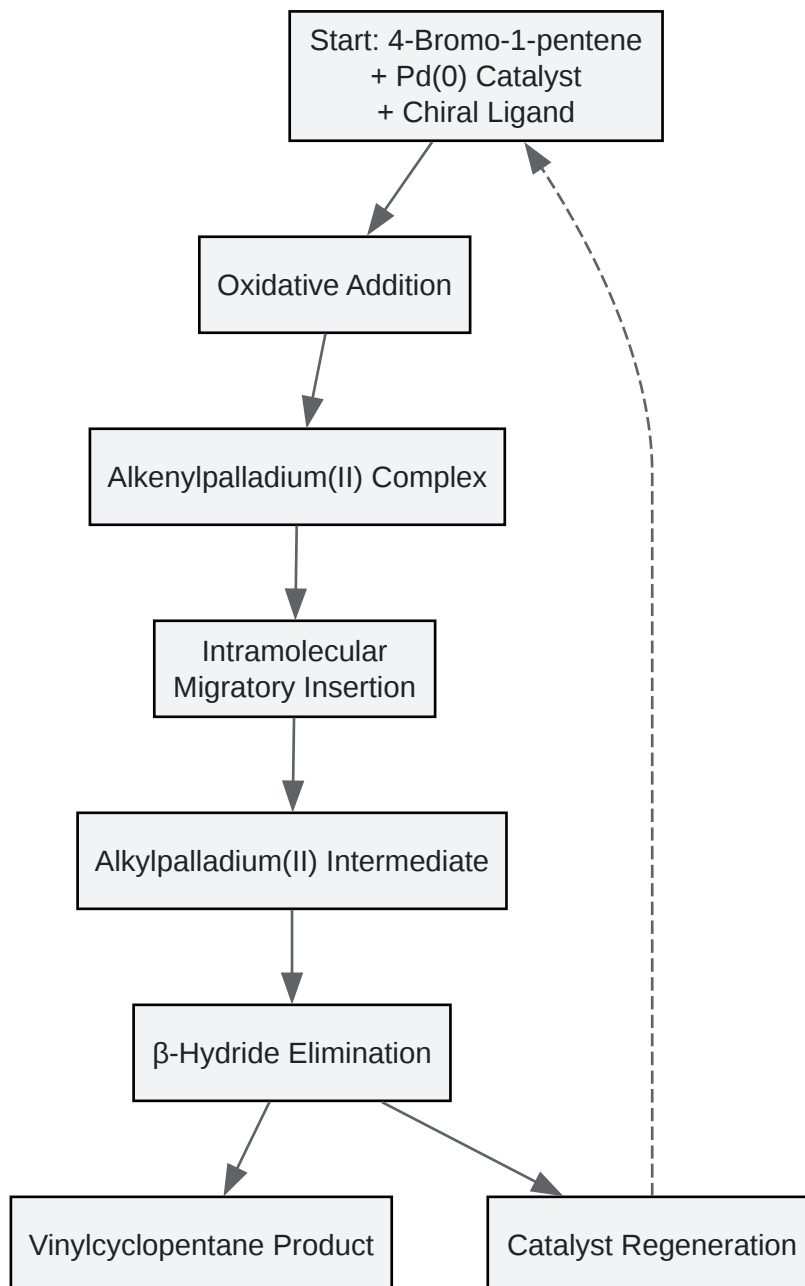 Start: 4-Bromo-1-pentene
+ Pd(0) Catalyst
+ Chiral Ligand
Oxidative Addition
Alkenylpalladium(II) Complex
Intramolecular
Migratory Insertion
Alkylpalladium(II) Intermediate
β-Hydride Elimination
Vinylcyclopentane Product
Catalyst Regeneration